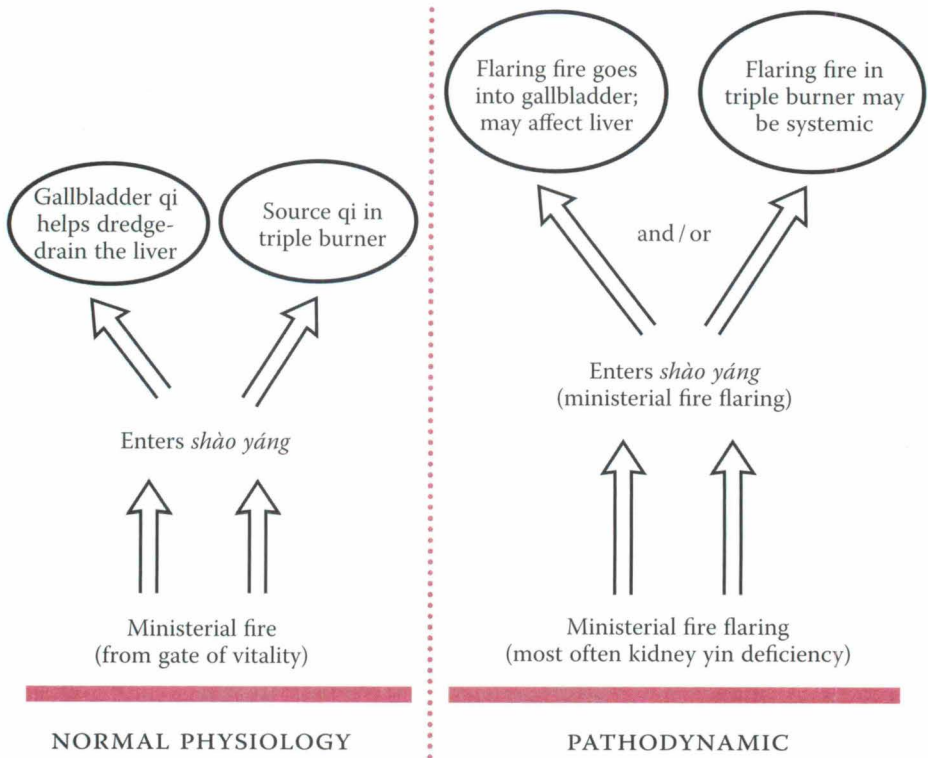 Gallbladder qi
helps dredge-
drain the liver
Source qi in
triple burner
Enters shào yáng
Ministerial fire
(from gate of vitality)
NORMAL PHYSIOLOGY
Flaring fire goes
into gallbladder;
may affect liver
Flaring fire in
triple burner may
be systemic
and / or
Enters shào yáng
(ministerial fire flaring)
Ministerial fire flaring
(most often kidney yin deficiency)
PATHODYNAMIC